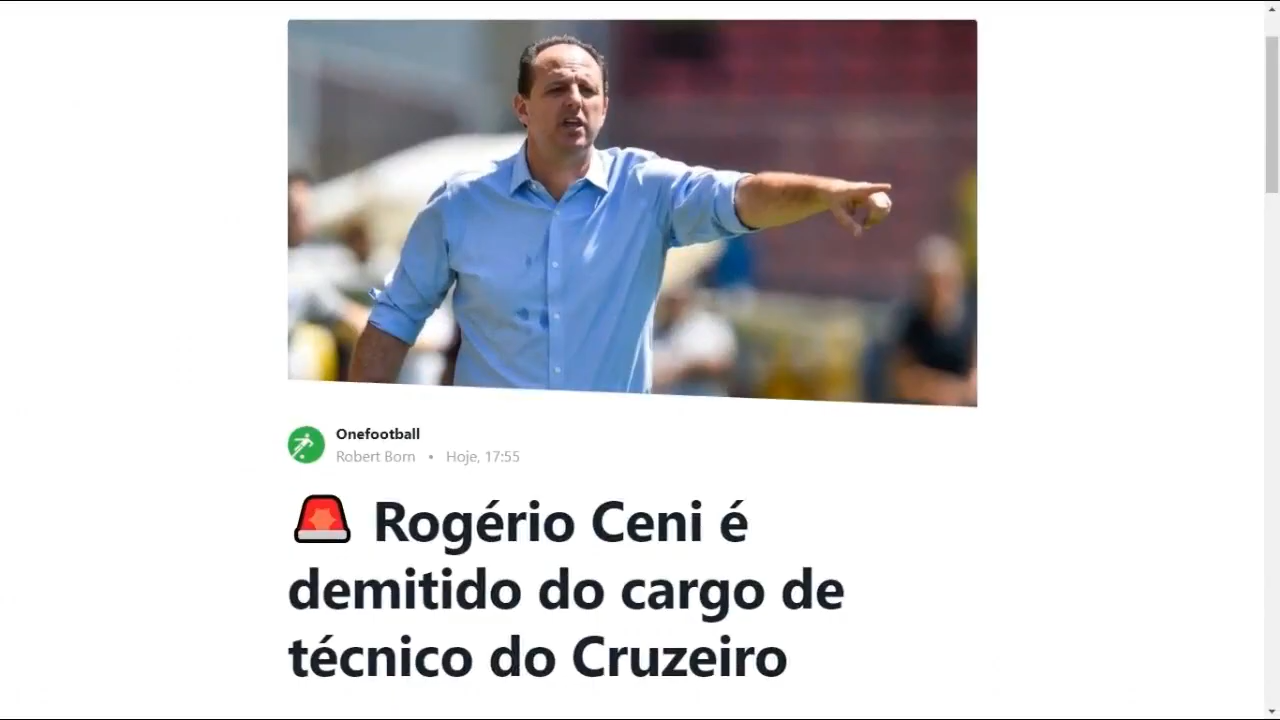 Onefootball
Robert Born • Hoje, 17:55
🚨 Rogério Ceni é
demitido do cargo de
técnico do Cruzeiro